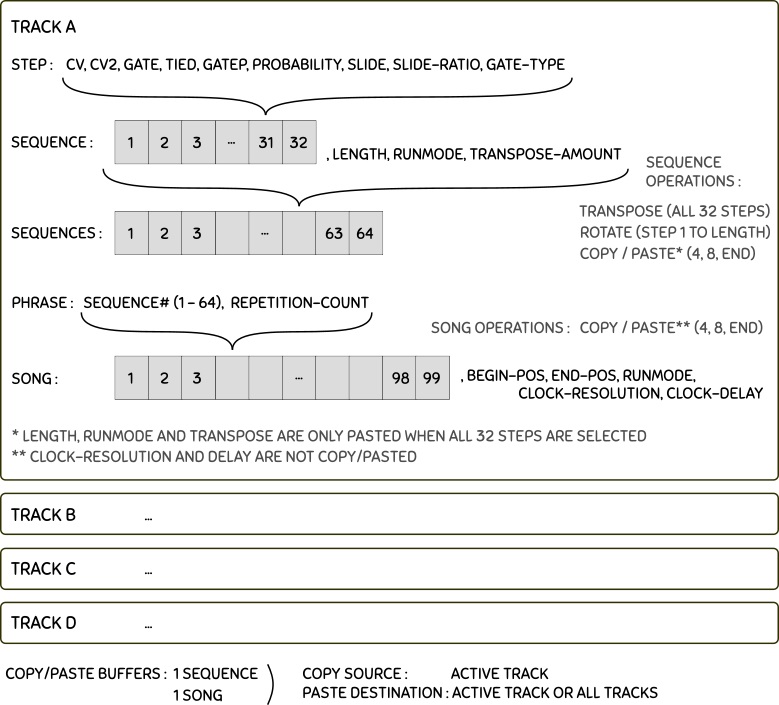 TRACK A
STEP : CV, CV2, GATE, TIED, GATEP, PROBABILITY, SLIDE, SLIDE-RATIO, GATE-TYPE
SEQUENCE : 1 2 3 ... 31 32 , LENGTH, RUNMODE, TRANSPOSE-AMOUNT
SEQUENCE
OPERATIONS :
TRANSPOSE (ALL 32 STEPS)
ROTATE (STEP 1 TO LENGTH)
COPY / PASTE* (4, 8, END)
SEQUENCES : 1 2 3 ... 63 64
PHRASE : SEQUENCE# (1 – 64), REPETITION-COUNT
SONG OPERATIONS : COPY / PASTE** (4, 8, END)
SONG : 1 2 3 ... 98 99 , BEGIN-POS, END-POS, RUNMODE,
CLOCK-RESOLUTION, CLOCK-DELAY
* LENGTH, RUNMODE AND TRANSPOSE ARE ONLY PASTED WHEN ALL 32 STEPS ARE SELECTED
** CLOCK-RESOLUTION AND DELAY ARE NOT COPY/PASTED
TRACK B ...
TRACK C ...
TRACK D ...
COPY/PASTE BUFFERS : 1 SEQUENCE
1 SONG
COPY SOURCE : ACTIVE TRACK
PASTE DESTINATION : ACTIVE TRACK OR ALL TRACKS